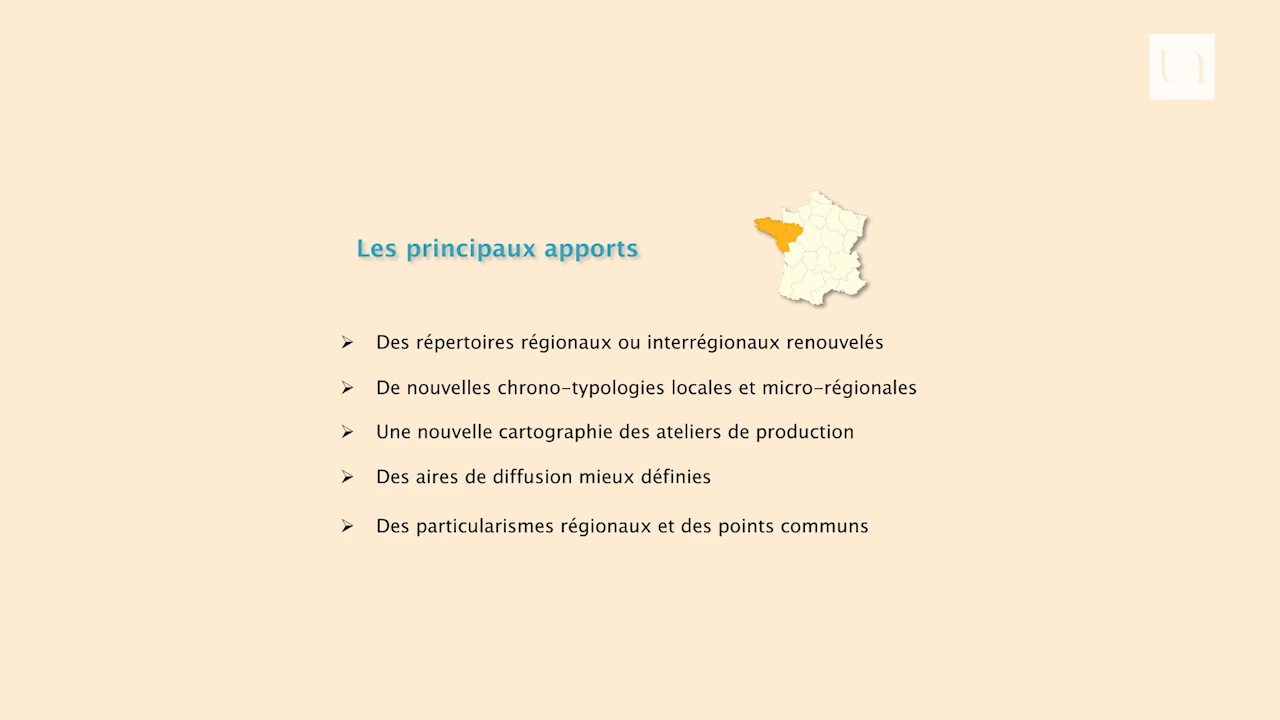 Les principaux apports
➢ Des répertoires régionaux ou interrégionaux renouvelés
➢ De nouvelles chrono-typologies locales et micro-régionales
➢ Une nouvelle cartographie des ateliers de production
➢ Des aires de diffusion mieux définies
➢ Des particularismes régionaux et des points communs